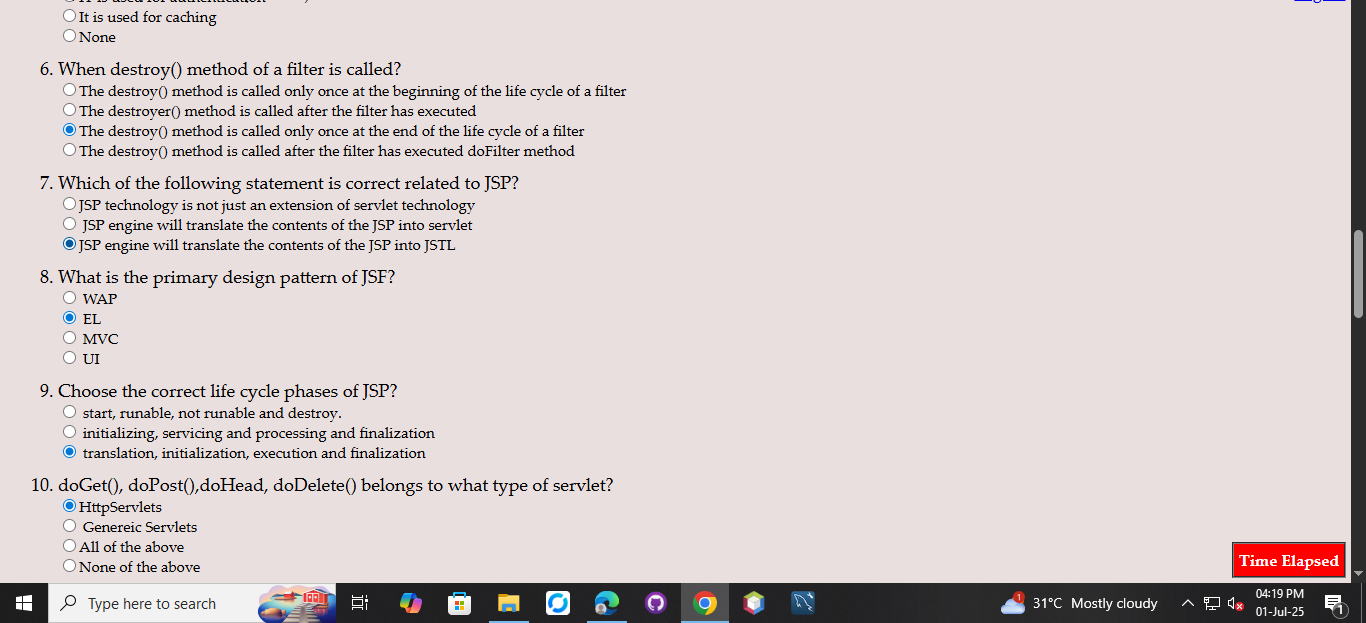 It is used for caching
None
6. When destroy() method of a filter is called?
The destroy() method is called only once at the beginning of the life cycle of a filter
The destroyer() method is called after the filter has executed
The destroy() method is called only once at the end of the life cycle of a filter
The destroy() method is called after the filter has executed doFilter method
7. Which of the following statement is correct related to JSP?
JSP technology is not just an extension of servlet technology
JSP engine will translate the contents of the JSP into servlet
JSP engine will translate the contents of the JSP into JSTL
8. What is the primary design pattern of JSF?
WAP
EL
MVC
UI
9. Choose the correct life cycle phases of JSP?
start, runable, not runable and destroy.
initializing, servicing and processing and finalization
translation, initialization, execution and finalization
10. doGet(), doPost(),doHead, doDelete() belongs to what type of servlet?
HttpServlets
Genereic Servlets
All of the above
None of the above
Time Elapsed
Type here to search
1
31°C Mostly cloudy
04:19 PM
01-Jul-25
1